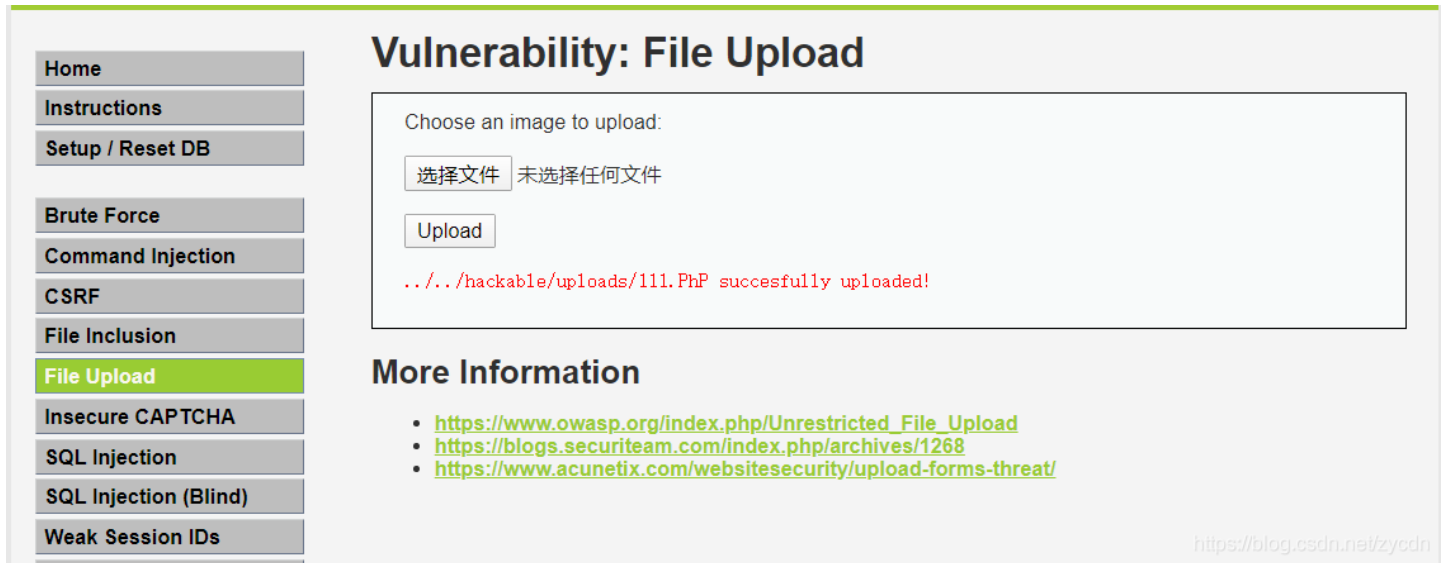 Home
Instructions
Setup / Reset DB
Brute Force
Command Injection
CSRF
File Inclusion
File Upload
Insecure CAPTCHA
SQL Injection
SQL Injection (Blind)
Weak Session IDs
Vulnerability: File Upload
Choose an image to upload:
选择文件 未选择任何文件
Upload
../../hackable/uploads/111.PhP succesfully uploaded!
More Information
https://www.owasp.org/index.php/Unrestricted_File_Upload
https://blogs.securiteam.com/index.php/archives/1268
https://www.acunetix.com/websitesecurity/upload-forms-threat/
https://blog.csdn.net/zycdn